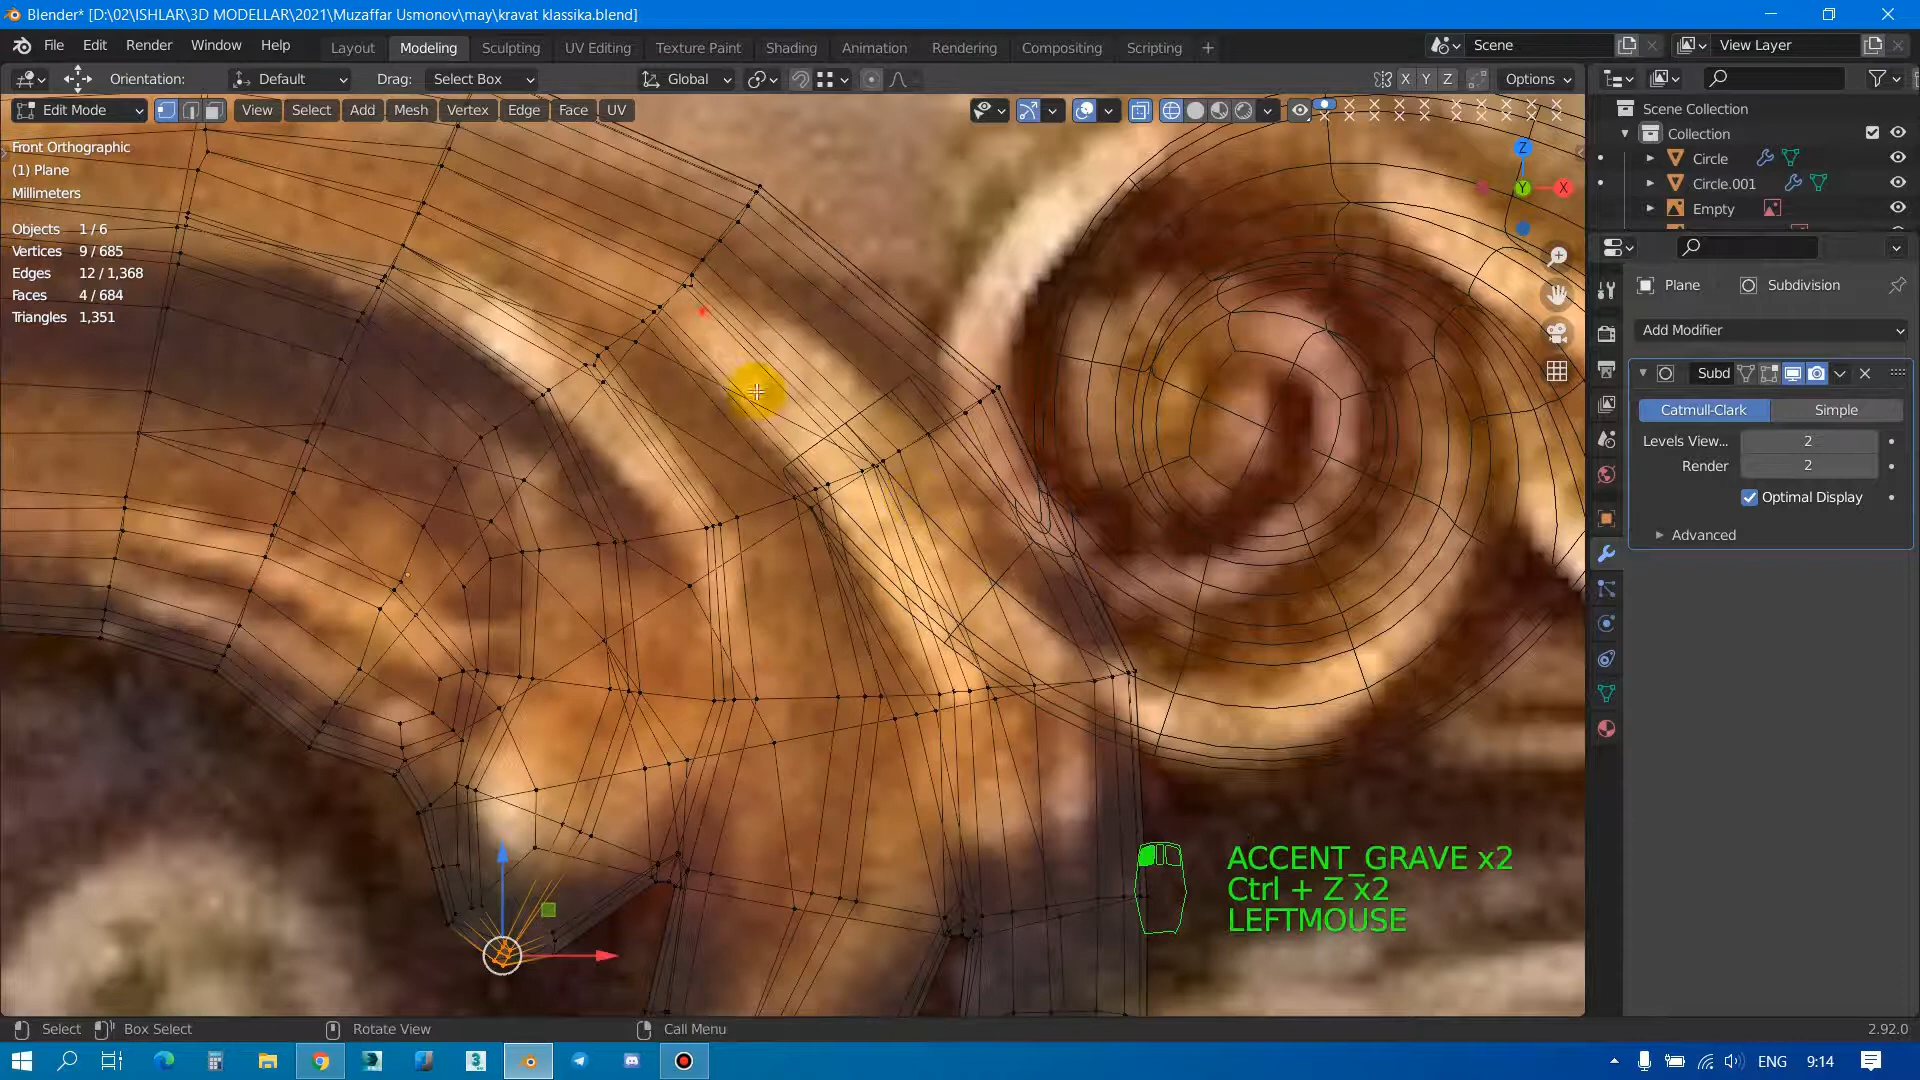 Blender* [D:\02\ISHLAR\3D MODELLAR\2021\Muzaffar Usmonov\may\kravat klassika.blend]
File Edit Render Window Help Layout Modeling Sculpting UV Editing Texture Paint Shading Animation Rendering Compositing Scripting + Scene View Layer
Orientation: Default Drag: Select Box Global X Y Z Options
Edit Mode View Select Add Mesh Vertex Edge Face UV
Scene Collection
Collection
Circle
Circle.001
Empty
Front Orthographic
(1) Plane
Millimeters
Objects 1 / 6
Vertices 9 / 685
Edges 12 / 1,368
Faces 4 / 684
Triangles 1,351
Z
Y
X
Plane Subdivision
Add Modifier
Subd
Catmull-Clark Simple
Levels View... 2
Render 2
Optimal Display
Advanced
ACCENT_GRAVE x2
Ctrl + Z x2
LEFTMOUSE
Select Box Select Rotate View Call Menu 2.92.0
ENG 9:14